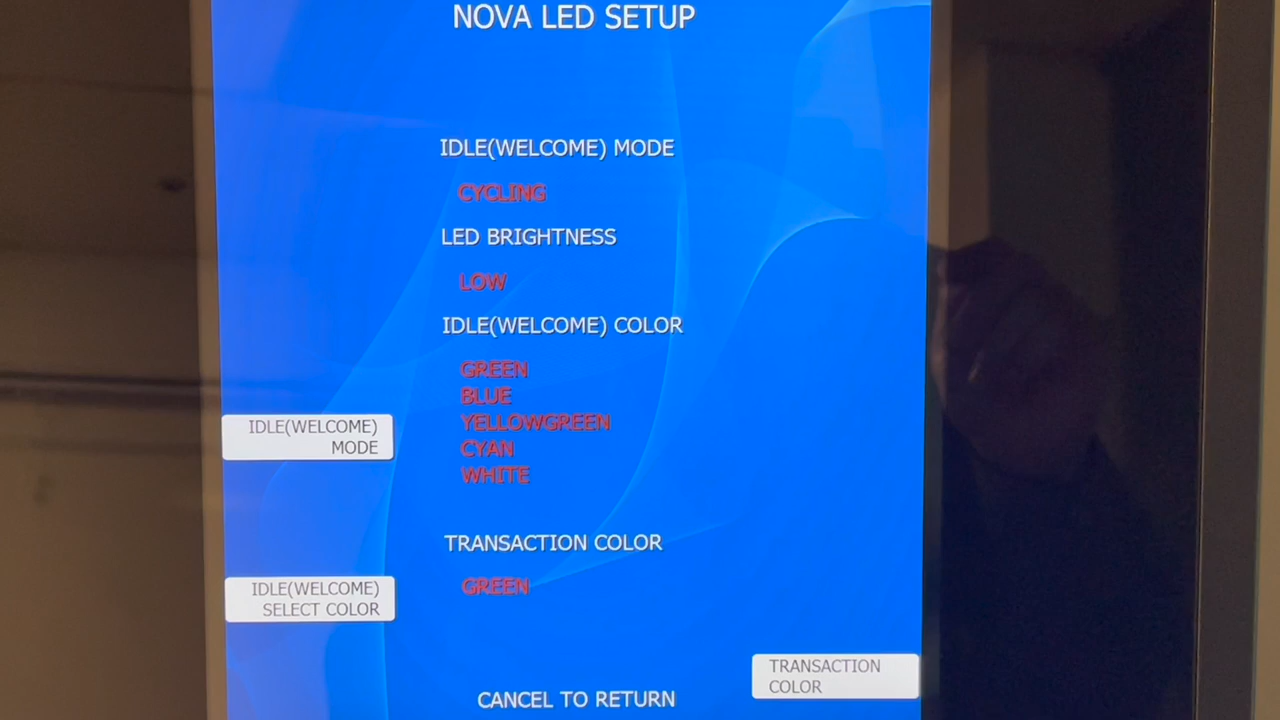 NOVA LED SETUP
IDLE(WELCOME) MODE
CYCLING
LED BRIGHTNESS
LOW
IDLE(WELCOME) COLOR
GREEN
BLUE
YELLOWGREEN
CYAN
WHITE
IDLE(WELCOME)
MODE
TRANSACTION COLOR
GREEN
IDLE(WELCOME)
SELECT COLOR
TRANSACTION
COLOR
CANCEL TO RETURN